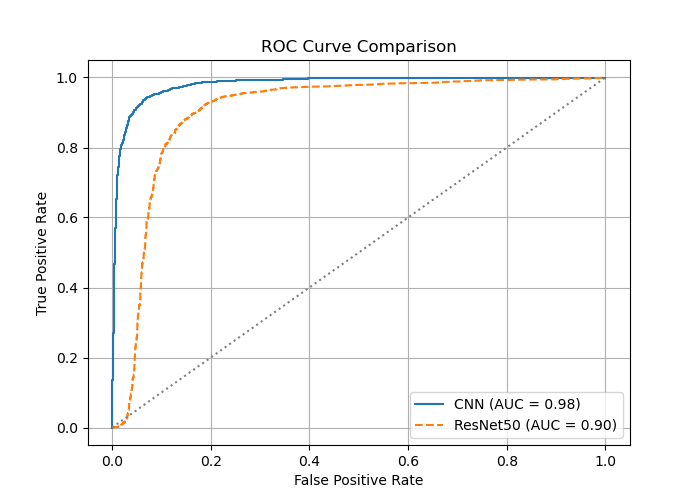 ROC Curve Comparison
True Positive Rate
1.0
0.8
0.6
0.4
0.2
0.0
CNN (AUC = 0.98)
ResNet50 (AUC = 0.90)
0.0 0.2 0.4 0.6 0.8 1.0
False Positive Rate